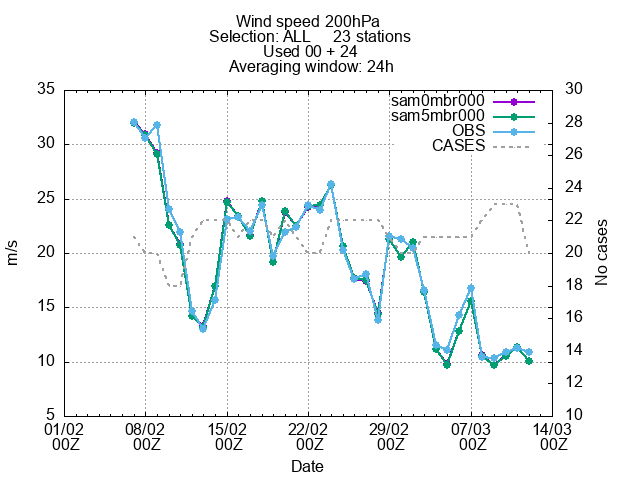 Wind speed 200hPa
Selection: ALL 23 stations
Used 00 + 24
Averaging window: 24h
sam0mbr000
sam5mbr000
OBS
CASES
35
30
25
20
15
10
5
m/s
30
28
26
24
22
20
18
16
14
12
10
No cases
01/02 08/02 15/02 22/02 29/02 07/03 14/03
00Z 00Z 00Z 00Z 00Z 00Z 00Z
Date